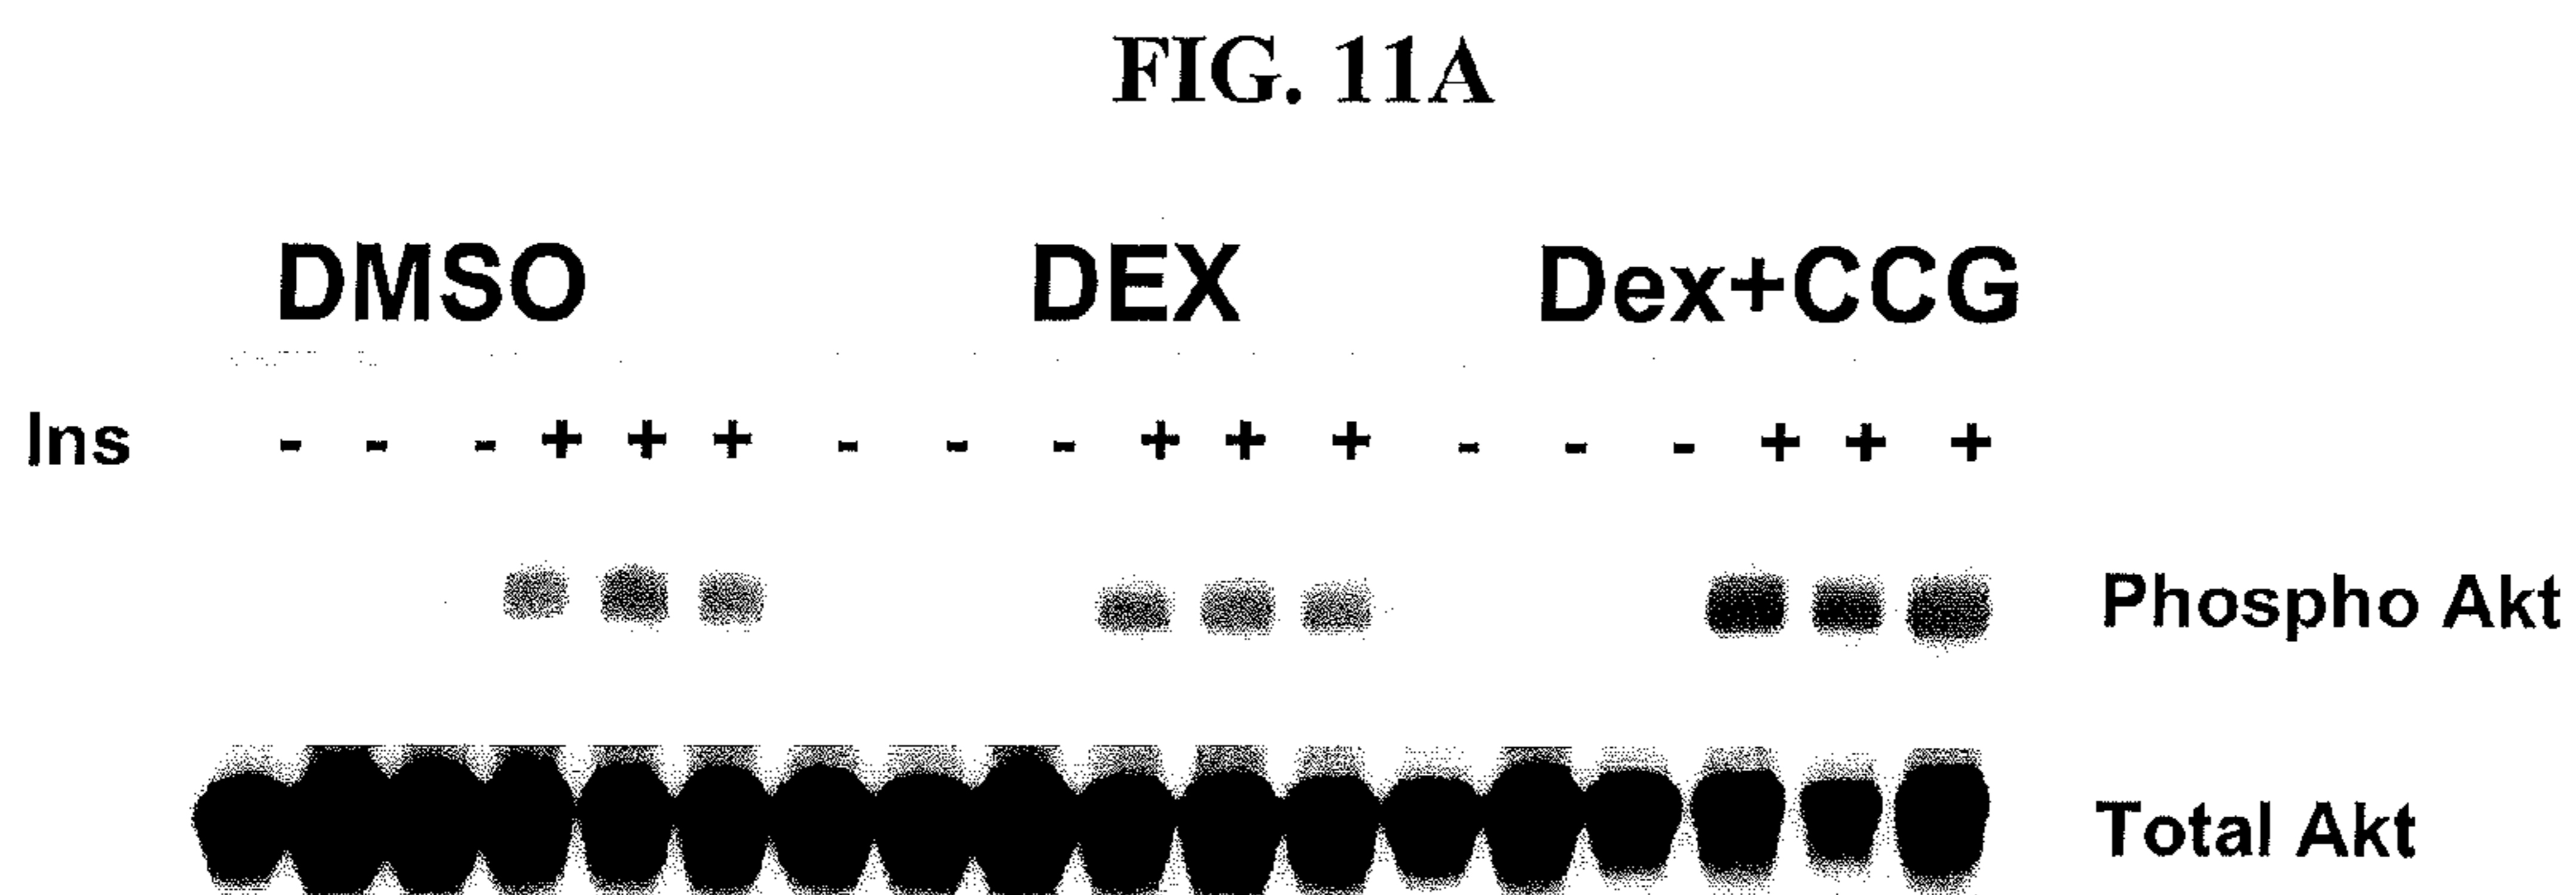 FIG. 11A
DMSO DEX Dex+CCG
Ins - - - + + + - - - + + + - - - + + +
Phospho Akt
Total Akt